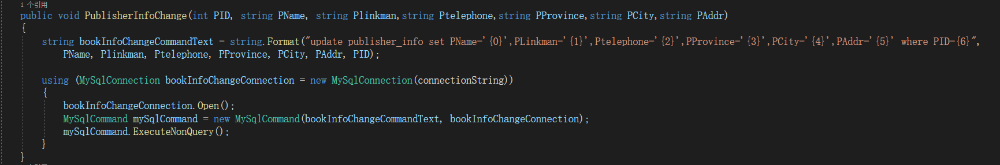 1 个引用
public void PublisherInfoChange(int PID, string PName, string Plinkman,string Ptelephone,string PProvince,string PCity,string PAddr)
{
string bookInfoChangeCommandText = string.Format("update publisher_info set PName='{0}',PLinkman='{1}',Ptelephone='{2}',PProvince='{3}',PCity='{4}',PAddr='{5}' where PID={6}",
PName, Plinkman, Ptelephone, PProvince, PCity, PAddr, PID);
using (MySqlConnection bookInfoChangeConnection = new MySqlConnection(connectionString))
{
bookInfoChangeConnection.Open();
MySqlCommand mySqlCommand = new MySqlCommand(bookInfoChangeCommandText, bookInfoChangeConnection);
mySqlCommand.ExecuteNonQuery();
}
}